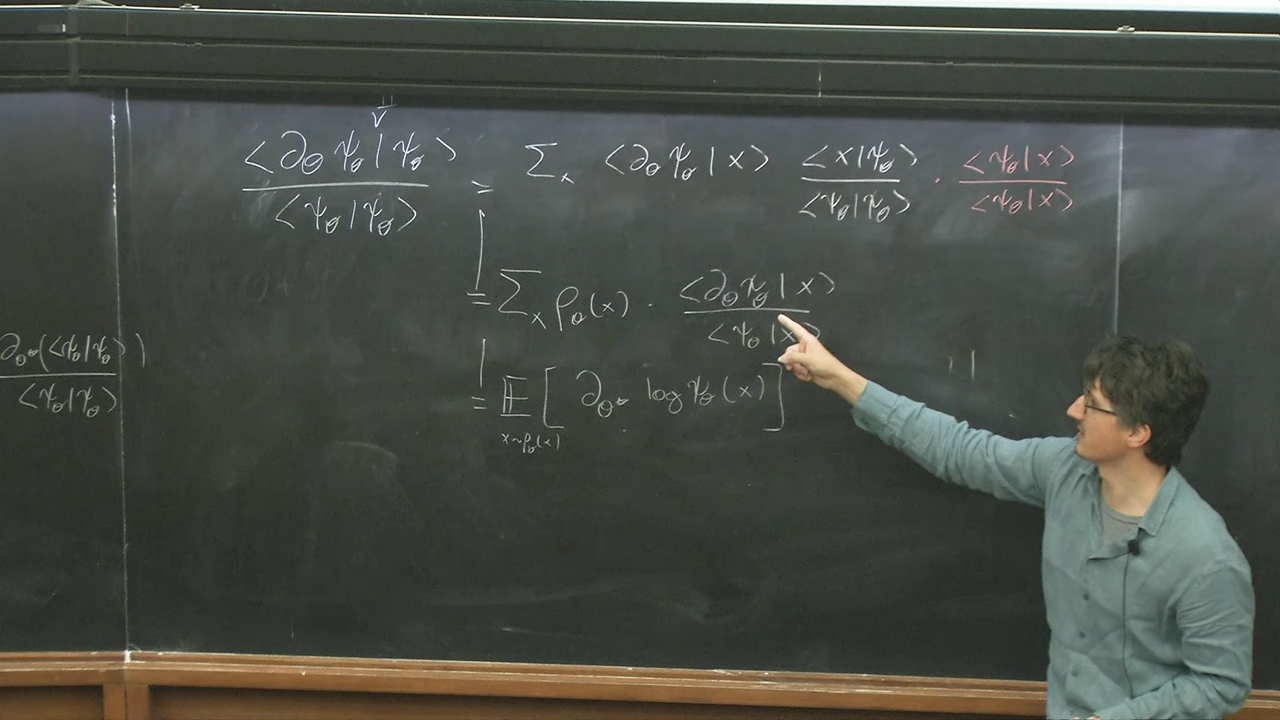 ∂_θ* (⟨ψ_θ|ψ_θ⟩)
⟨ψ_θ|ψ_θ⟩
⟨∂_θ ψ_θ|ψ_θ⟩ / ⟨ψ_θ|ψ_θ⟩ = Σ_x ⟨∂_θ ψ_θ|x⟩ ⟨x|ψ_θ⟩ / ⟨ψ_θ|ψ_θ⟩ · ⟨ψ_θ|x⟩ / ⟨ψ_θ|x⟩
= Σ_x p_θ(x) · ⟨∂_θ ψ_θ|x⟩ / ⟨ψ_θ|x⟩
= 𝔼_{x~p_θ(x)} [ ∂_θ* log ψ_θ(x) ]